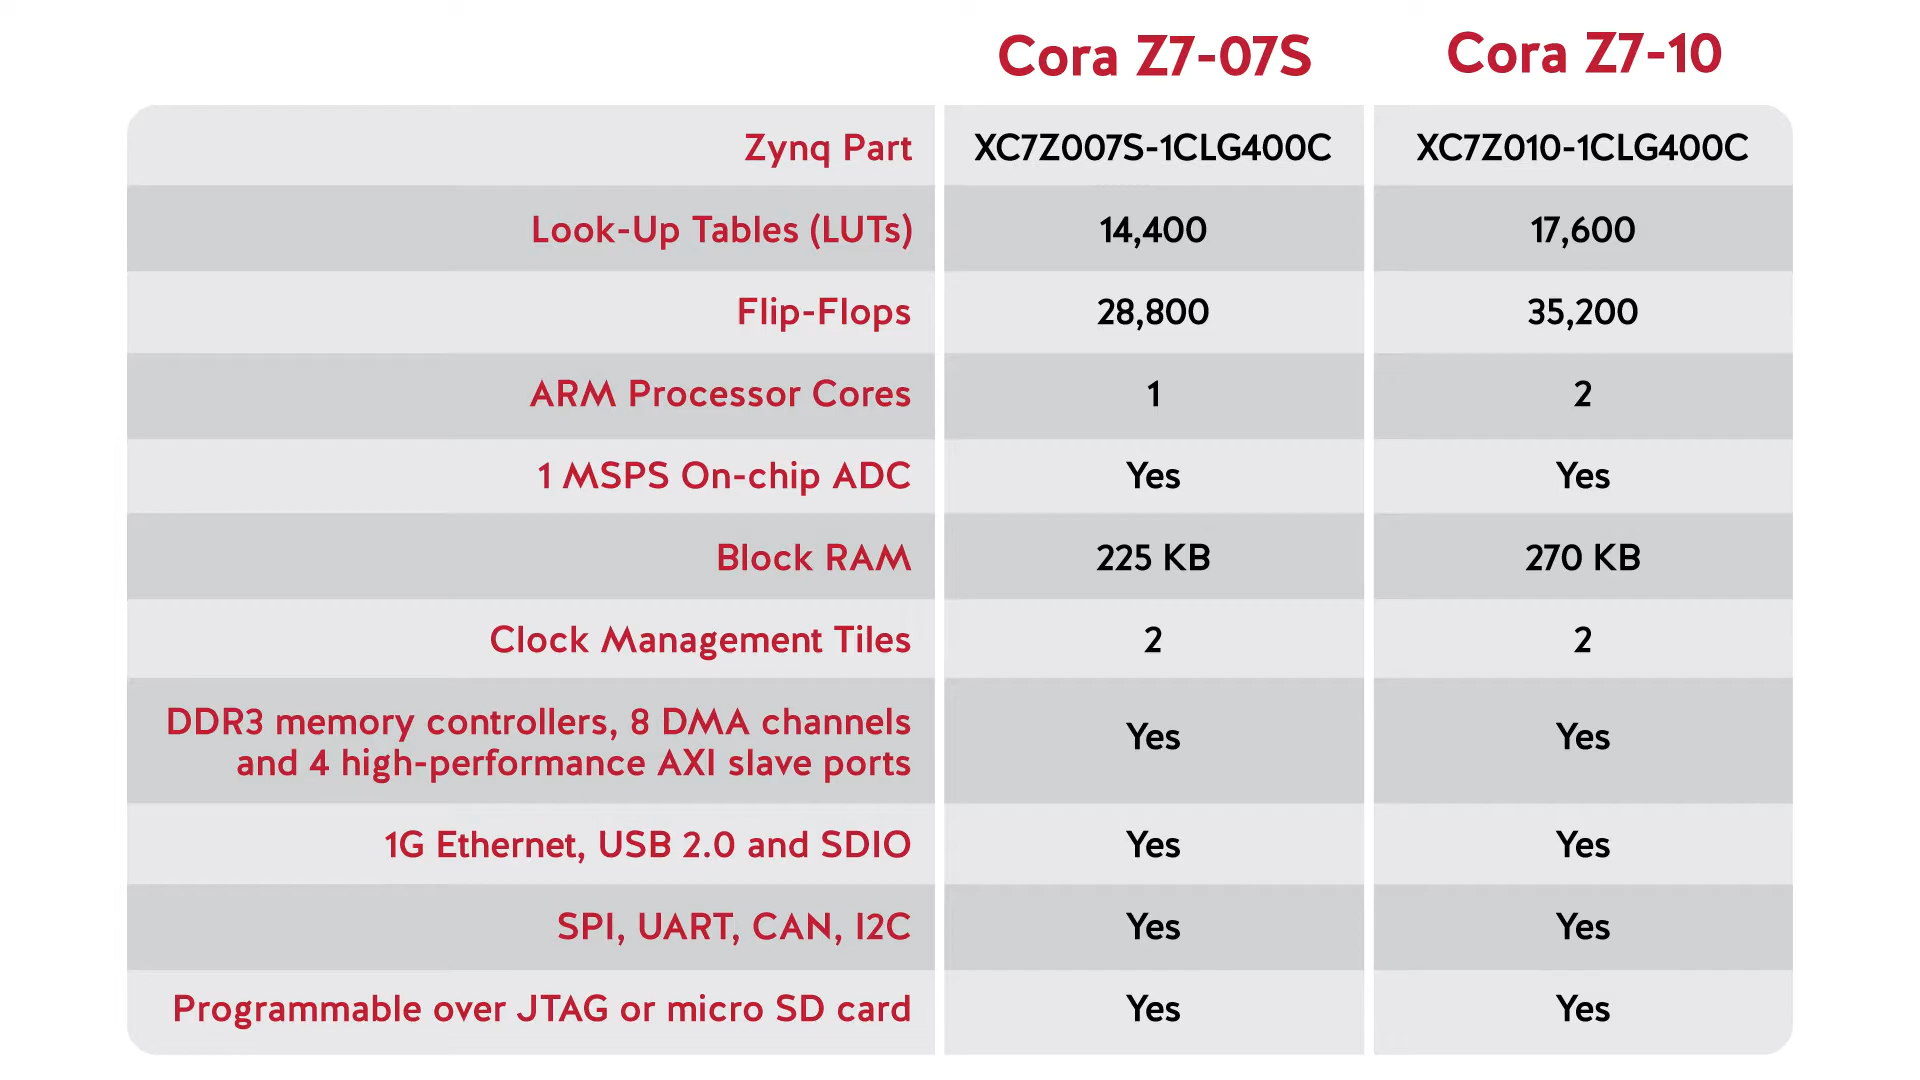 Cora Z7-07S Cora Z7-10
Zynq Part XC7Z007S-1CLG400C XC7Z010-1CLG400C
Look-Up Tables (LUTs) 14,400 17,600
Flip-Flops 28,800 35,200
ARM Processor Cores 1 2
1 MSPS On-chip ADC Yes Yes
Block RAM 225 KB 270 KB
Clock Management Tiles 2 2
DDR3 memory controllers, 8 DMA channels
and 4 high-performance AXI slave ports Yes Yes
1G Ethernet, USB 2.0 and SDIO Yes Yes
SPI, UART, CAN, I2C Yes Yes
Programmable over JTAG or micro SD card Yes Yes